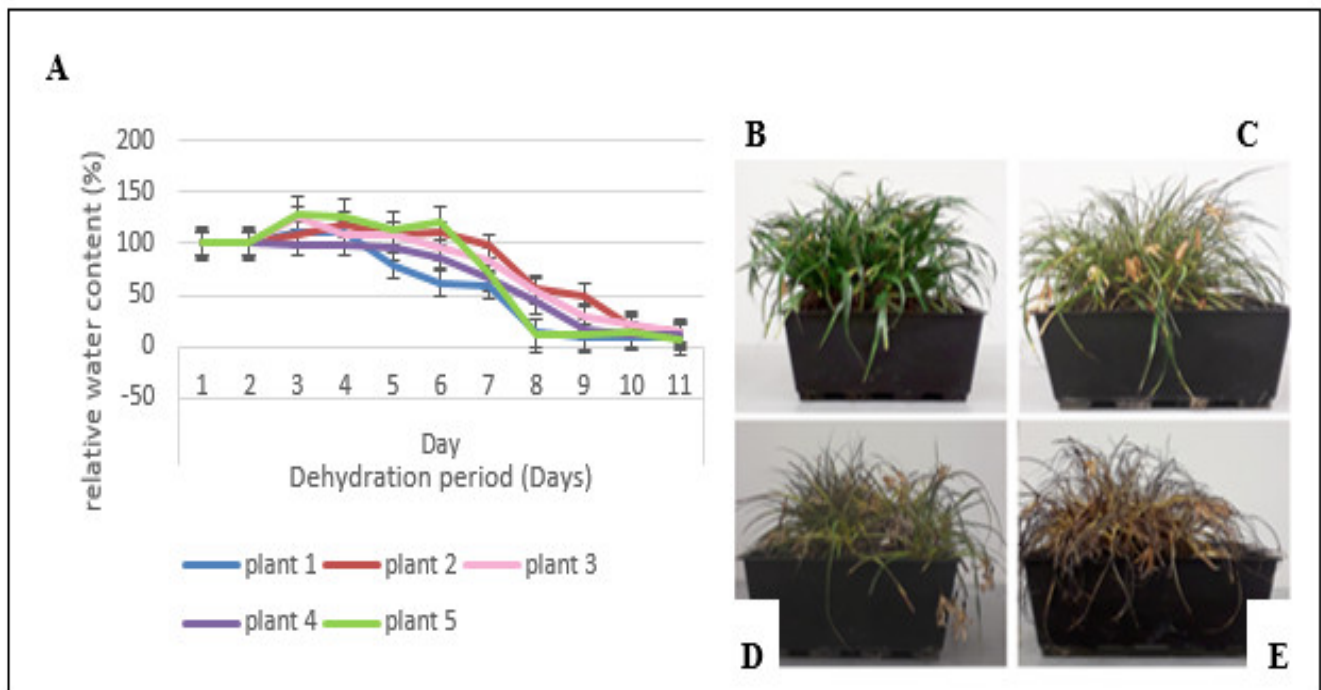 A
200
150
100
50
0
-50
relative water content (%)
1 2 3 4 5 6 7 8 9 10 11
Day
Dehydration period (Days)
plant 1 plant 2 plant 3
plant 4 plant 5
B C
D E